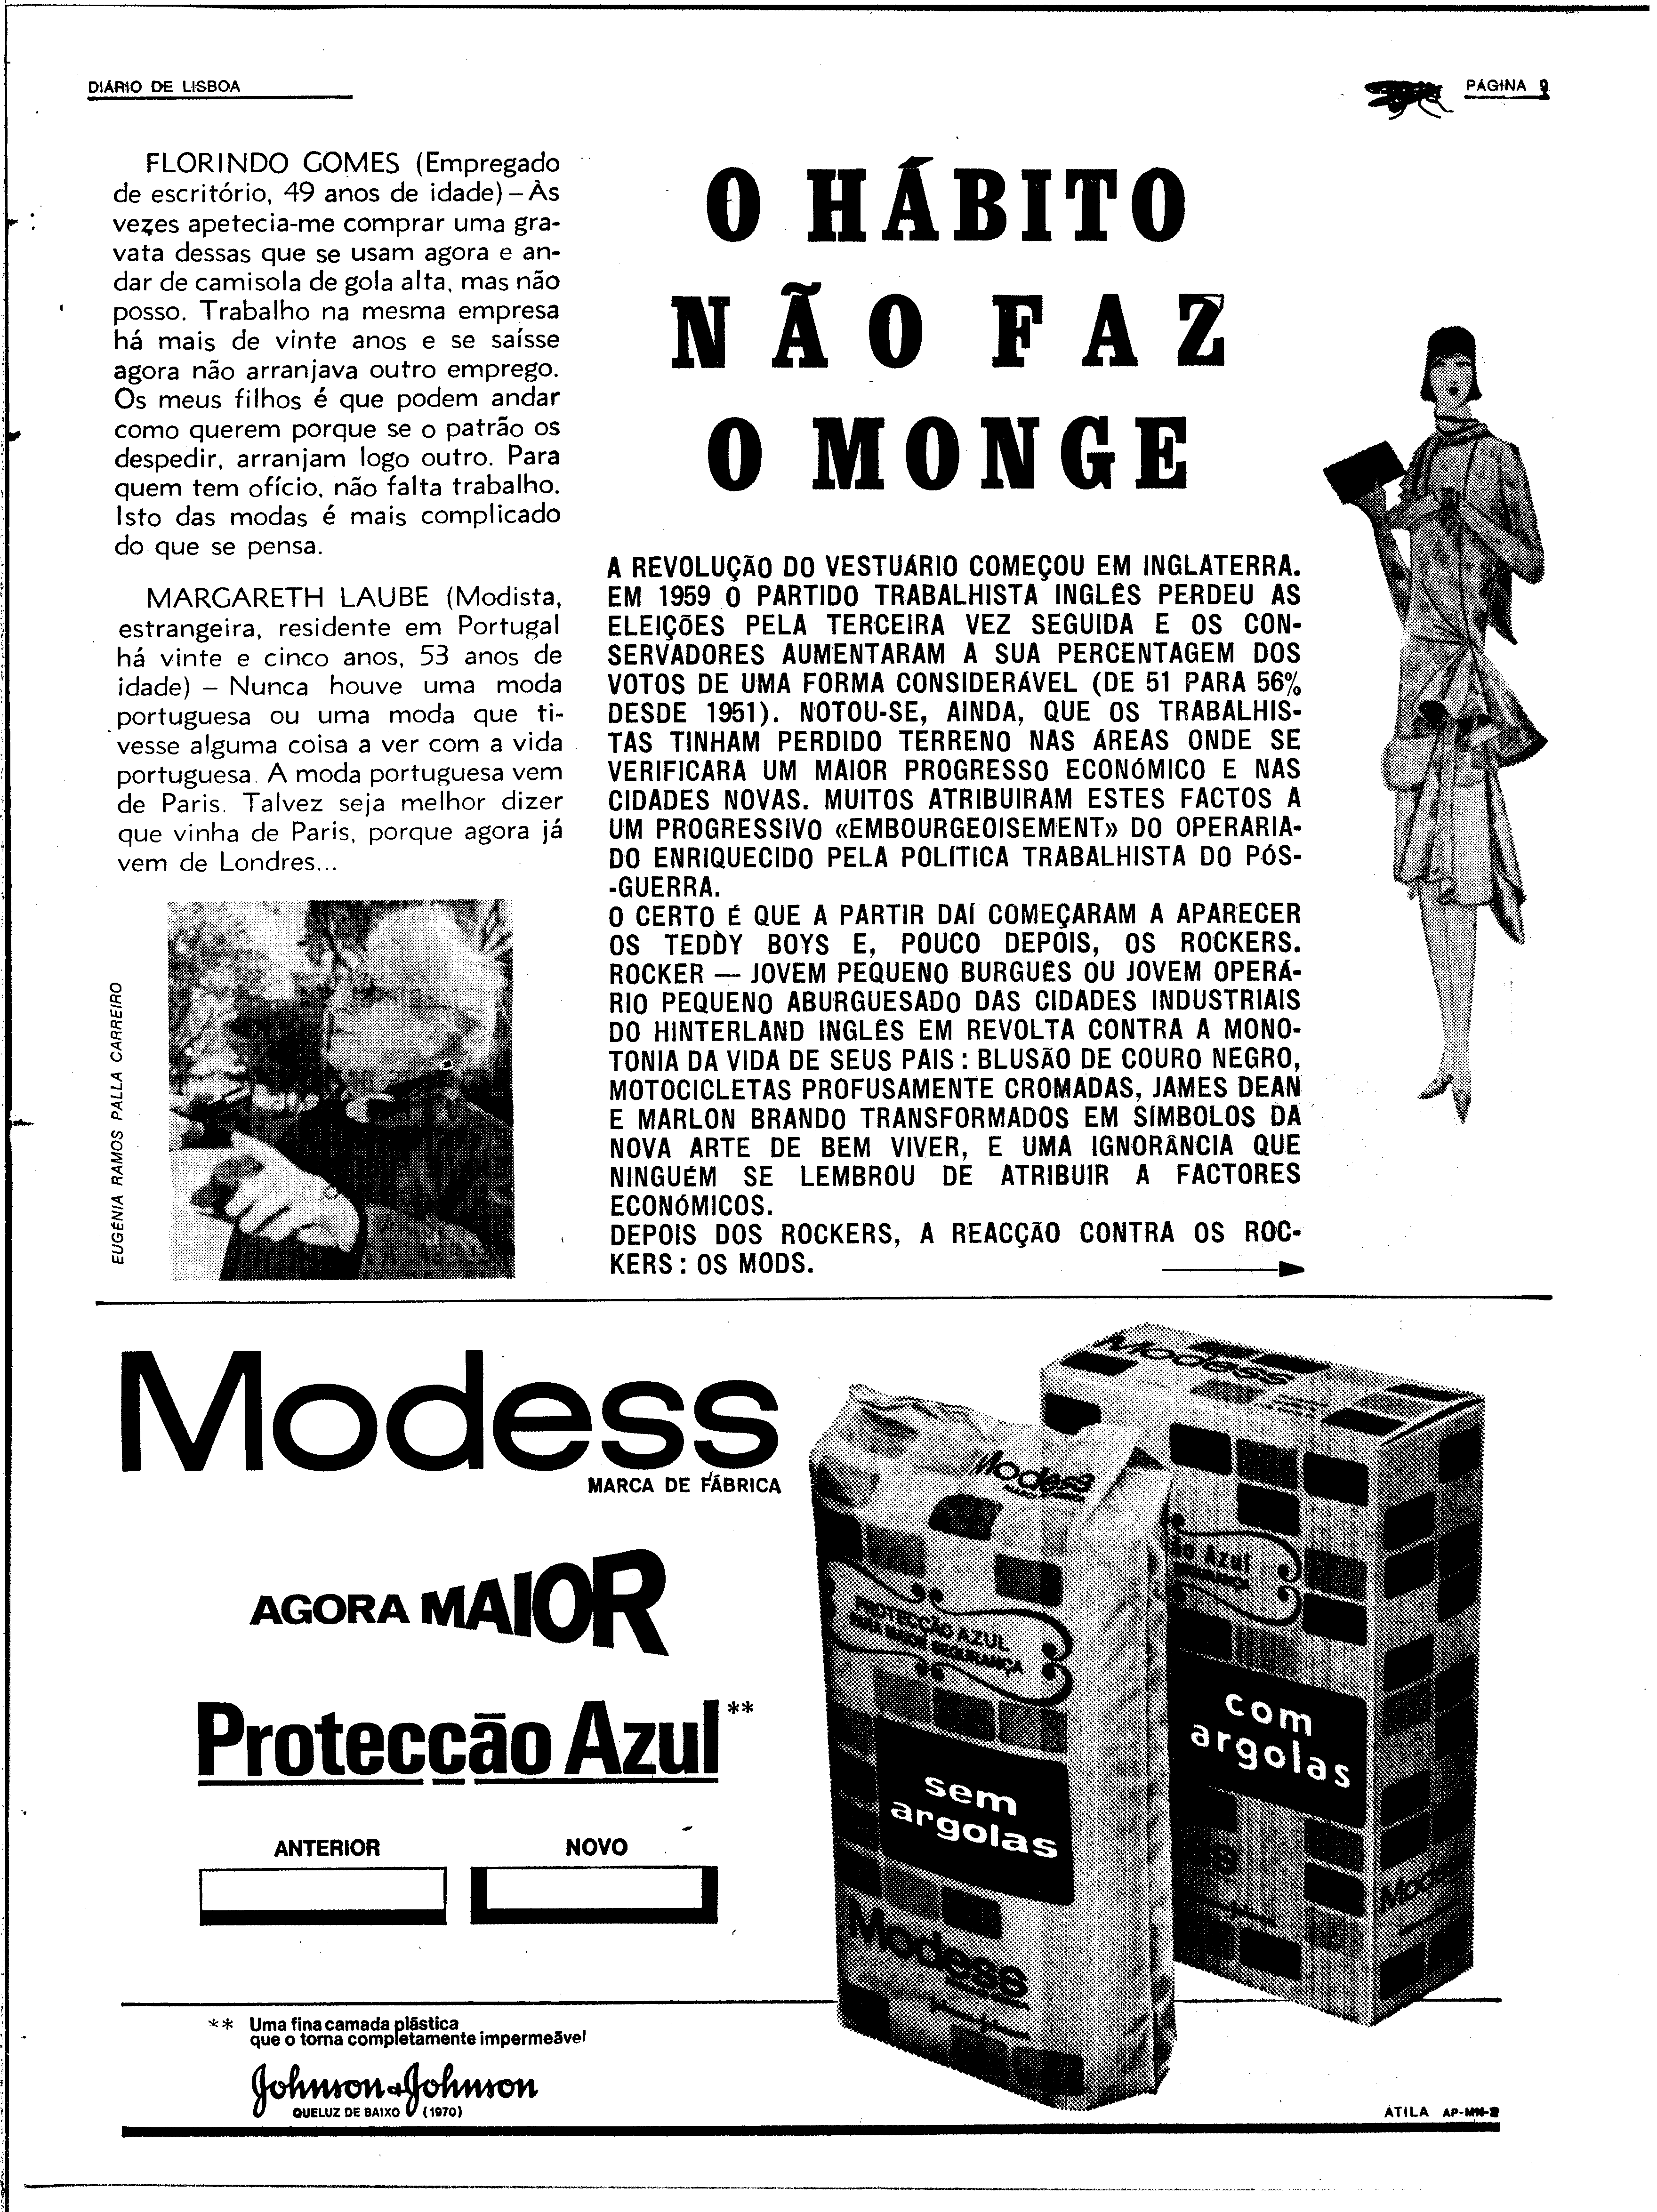 DIÁRIO DE LISBOA
PÁGINA 9
FLORINDO GOMES (Empregado
de escritório, 49 anos de idade) – Às
vezes apetecia-me comprar uma gra-
vata dessas que se usam agora e an-
dar de camisola de gola alta, mas não
posso. Trabalho na mesma empresa
há mais de vinte anos e se saísse
agora não arranjava outro emprego.
Os meus filhos é que podem andar
como querem porque se o patrão os
despedir, arranjam logo outro. Para
quem tem ofício, não falta trabalho.
Isto das modas é mais complicado
do que se pensa.
MARGARETH LAUBE (Modista,
estrangeira, residente em Portugal
há vinte e cinco anos, 53 anos de
idade) – Nunca houve uma moda
portuguesa ou uma moda que ti-
vesse alguma coisa a ver com a vida
portuguesa. A moda portuguesa vem
de Paris. Talvez seja melhor dizer
que vinha de Paris, porque agora já
vem de Londres...
EUGÉNIA RAMOS PALLA CARREIRO
O HÁBITO
NÃO FAZ
O MONGE
A REVOLUÇÃO DO VESTUÁRIO COMEÇOU EM INGLATERRA.
EM 1959 O PARTIDO TRABALHISTA INGLÊS PERDEU AS
ELEIÇÕES PELA TERCEIRA VEZ SEGUIDA E OS CON-
SERVADORES AUMENTARAM A SUA PERCENTAGEM DOS
VOTOS DE UMA FORMA CONSIDERÁVEL (DE 51 PARA 56%
DESDE 1951). NOTOU-SE, AINDA, QUE OS TRABALHIS-
TAS TINHAM PERDIDO TERRENO NAS ÁREAS ONDE SE
VERIFICARA UM MAIOR PROGRESSO ECONÓMICO E NAS
CIDADES NOVAS. MUITOS ATRIBUIRAM ESTES FACTOS A
UM PROGRESSIVO «EMBOURGEOISEMENT» DO OPERARIA-
DO ENRIQUECIDO PELA POLÍTICA TRABALHISTA DO PÓS-
-GUERRA.
O CERTO É QUE A PARTIR DAÍ COMEÇARAM A APARECER
OS TEDDY BOYS E, POUCO DEPOIS, OS ROCKERS.
ROCKER — JOVEM PEQUENO BURGUÊS OU JOVEM OPERÁ-
RIO PEQUENO ABURGUESADO DAS CIDADES INDUSTRIAIS
DO HINTERLAND INGLÊS EM REVOLTA CONTRA A MONO-
TONIA DA VIDA DE SEUS PAIS : BLUSÃO DE COURO NEGRO,
MOTOCICLETAS PROFUSAMENTE CROMADAS, JAMES DEAN
E MARLON BRANDO TRANSFORMADOS EM SÍMBOLOS DA
NOVA ARTE DE BEM VIVER, E UMA IGNORÂNCIA QUE
NINGUÉM SE LEMBROU DE ATRIBUIR A FACTORES
ECONÓMICOS.
DEPOIS DOS ROCKERS, A REACÇÃO CONTRA OS ROC-
KERS : OS MODS.
Modess
MARCA DE FÁBRICA
AGORA MAIOR
Protecção Azul**
ANTERIOR
NOVO
Modess
Modess
PROTECÇÃO AZUL
PARA MAIOR SEGURANÇA
sem
argolas
Modess
Johnson & Johnson
ão Azul
SEGURANÇA
com
argolas
Modess
** Uma fina camada plástica
que o torna completamente impermeável
Johnson & Johnson
QUELUZ DE BAIXO (1970)
ÁTILA AP-MN-2